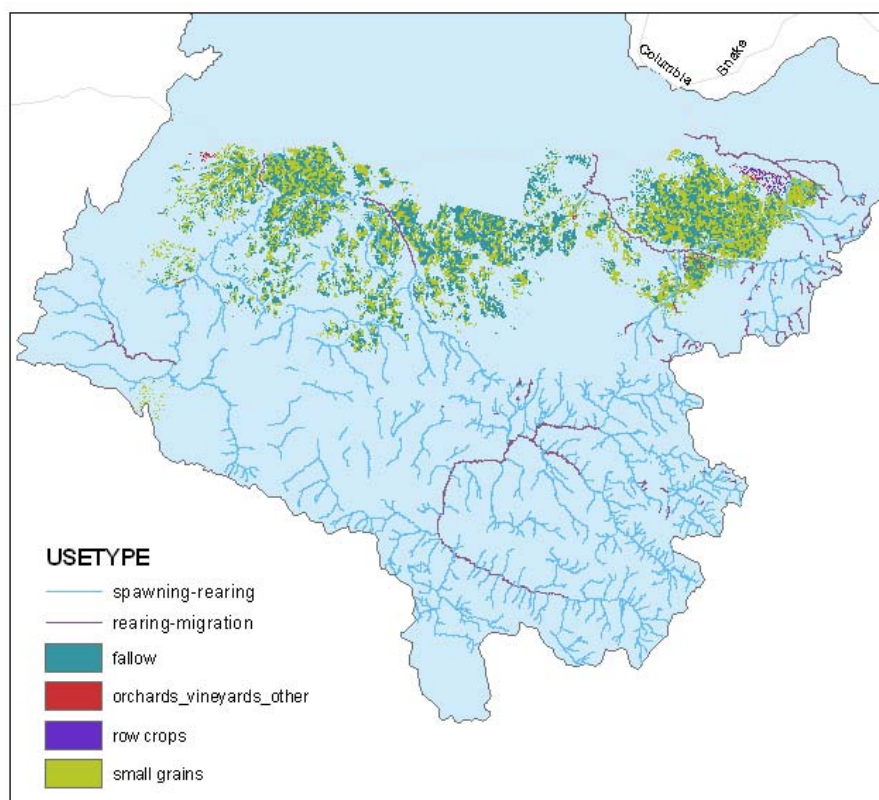 Columbia
Snake
USETYPE
spawning-rearing
rearing-migration
fallow
orchards_vineyards_other
row crops
small grains